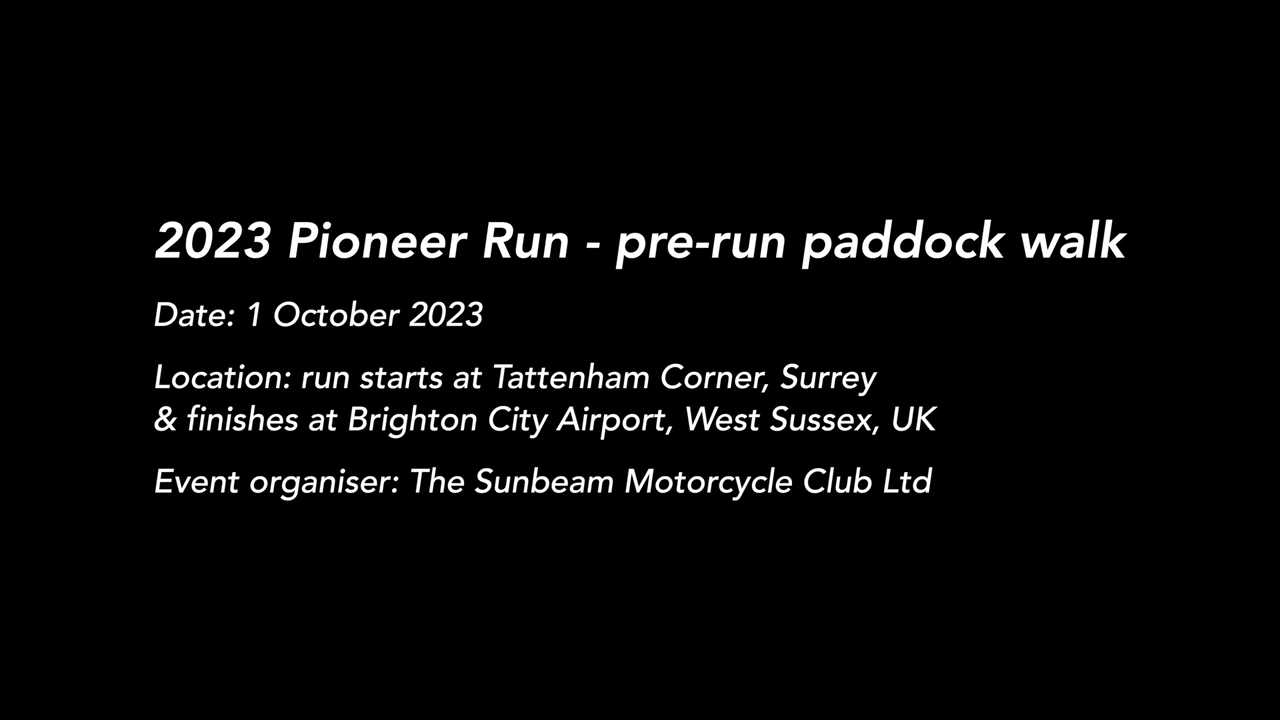 2023 Pioneer Run - pre-run paddock walk
Date: 1 October 2023
Location: run starts at Tattenham Corner, Surrey
& finishes at Brighton City Airport, West Sussex, UK
Event organiser: The Sunbeam Motorcycle Club Ltd